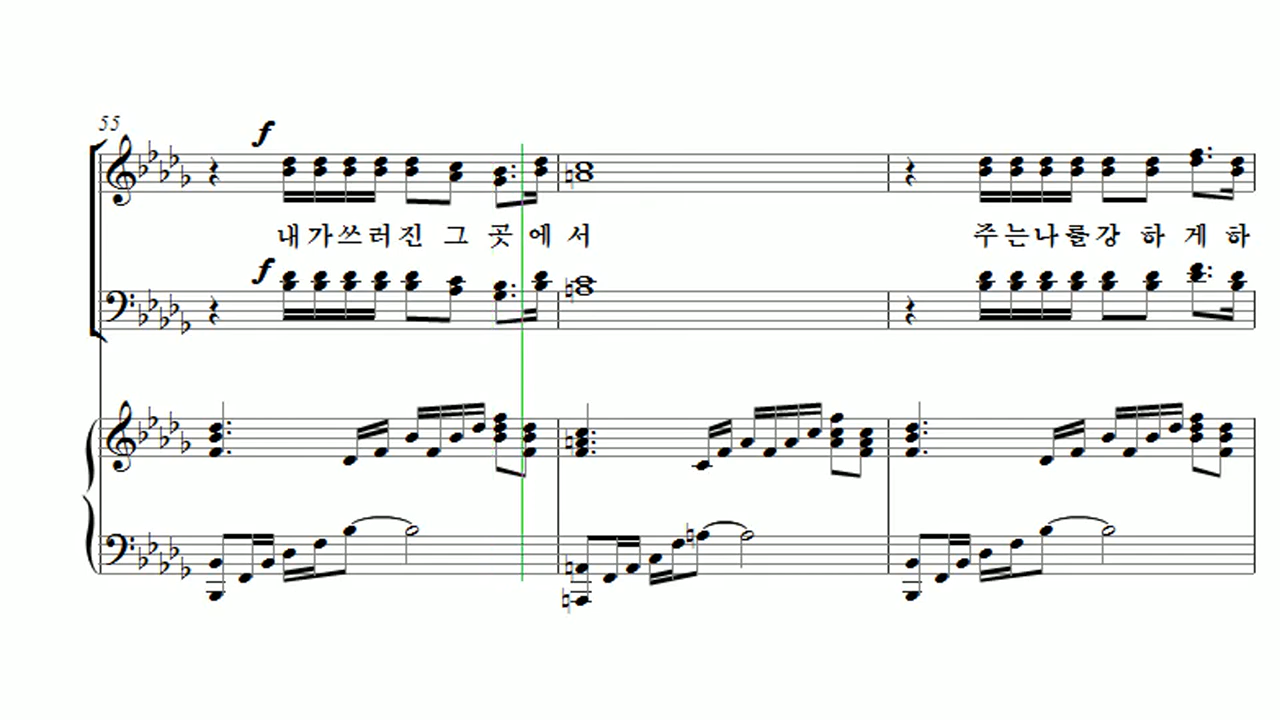 55
f
내 가 쓰 러 진 그 곳 에 서 주 는 나 를 강 하 게 하
f